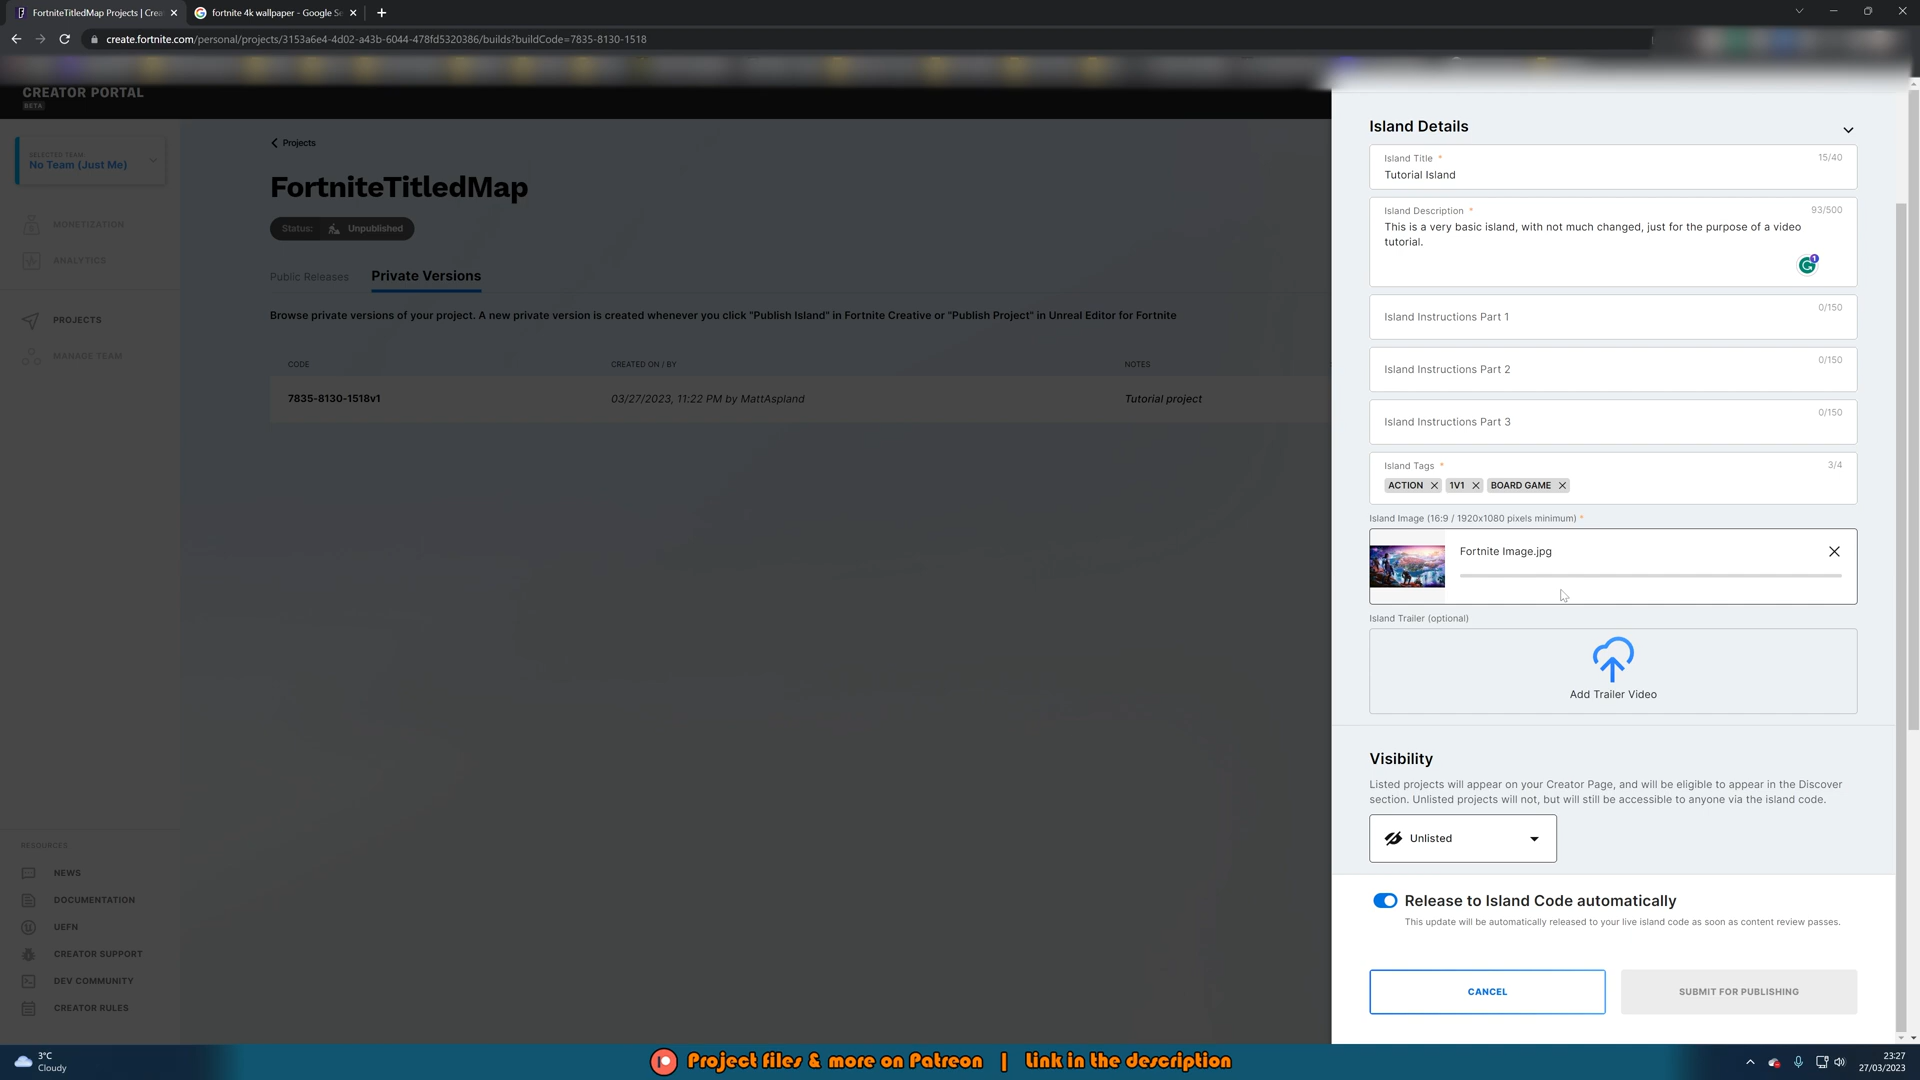 FortniteTitledMap Projects | Crea
fortnite 4k wallpaper - Google Se
create.fortnite.com/personal/projects/3153a6e4-4d02-a43b-6044-478fd5320386/builds?buildCode=7835-8130-1518
CREATOR PORTAL
BETA
SELECTED TEAM
No Team (Just Me)
MONETIZATION
ANALYTICS
PROJECTS
MANAGE TEAM
RESOURCES
NEWS
DOCUMENTATION
UEFN
CREATOR SUPPORT
DEV COMMUNITY
CREATOR RULES
Projects
FortniteTitledMap
Status: Unpublished
Public Releases Private Versions
Browse private versions of your project. A new private version is created whenever you click "Publish Island" in Fortnite Creative or "Publish Project" in Unreal Editor for Fortnite
CODE CREATED ON / BY NOTES
7835-8130-1518v1 03/27/2023, 11:22 PM by MattAspland Tutorial project
Island Details
Island Title * 15/40
Tutorial Island
Island Description * 93/500
This is a very basic island, with not much changed, just for the purpose of a video
tutorial.
1
0/150
Island Instructions Part 1
0/150
Island Instructions Part 2
0/150
Island Instructions Part 3
Island Tags * 3/4
ACTION 1V1 BOARD GAME
Island Image (16:9 / 1920x1080 pixels minimum) *
Fortnite Image.jpg
Island Trailer (optional)
Add Trailer Video
Visibility
Listed projects will appear on your Creator Page, and will be eligible to appear in the Discover
section. Unlisted projects will not, but will still be accessible to anyone via the island code.
Unlisted
Release to Island Code automatically
This update will be automatically released to your live island code as soon as content review passes.
CANCEL SUBMIT FOR PUBLISHING
3°C
Cloudy
Project files & more on Patreon | Link in the description
23:27
27/03/2023